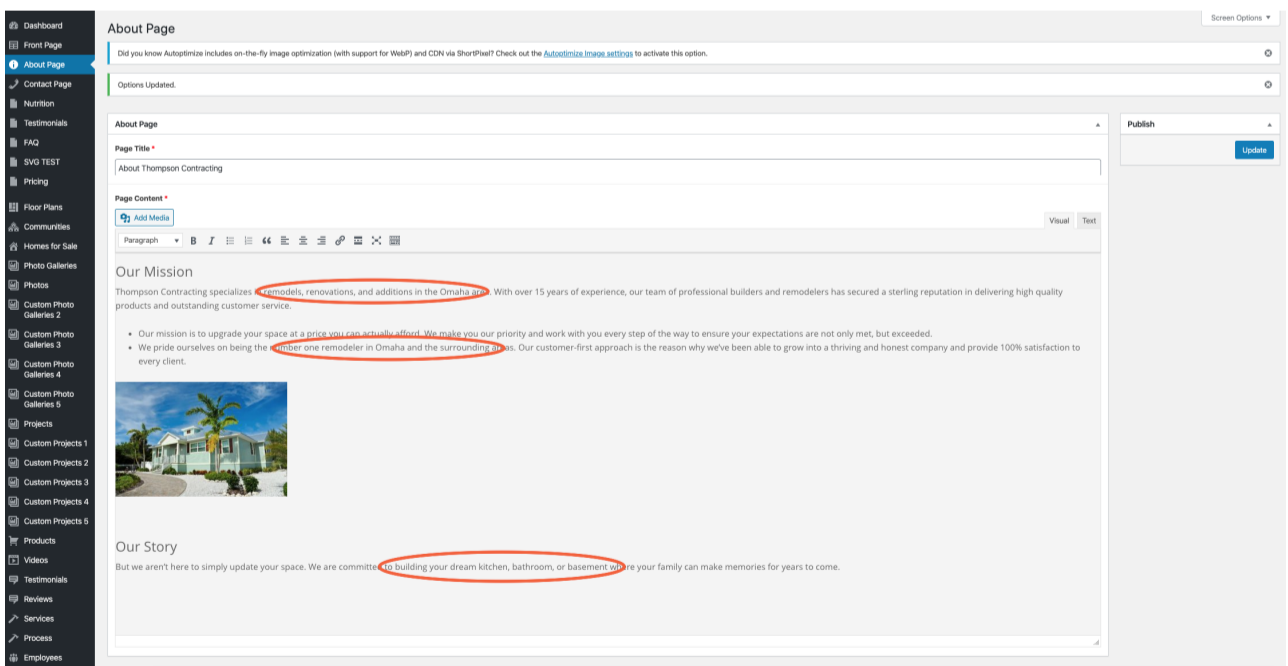 Screen Options ▼
Dashboard
Front Page
About Page
Contact Page
Nutrition
Testimonials
FAQ
SVG TEST
Pricing
Floor Plans
Communities
Homes for Sale
Photo Galleries
Photos
Custom Photo
Galleries 2
Custom Photo
Galleries 3
Custom Photo
Galleries 4
Custom Photo
Galleries 5
Projects
Custom Projects 1
Custom Projects 2
Custom Projects 3
Custom Projects 4
Custom Projects 5
Products
Videos
Testimonials
Reviews
Services
Process
Employees
About Page
Did you know Autoptimize includes on-the-fly image optimization (with support for WebP) and CDN via ShortPixel? Check out the Autoptimize Image settings to activate this option.
Options Updated.
About Page
Page Title *
About Thompson Contracting
Page Content *
Add Media
Visual Text
Paragraph
Our Mission
Thompson Contracting specializes in remodels, renovations, and additions in the Omaha area. With over 15 years of experience, our team of professional builders and remodelers has secured a sterling reputation in delivering high quality
products and outstanding customer service.
• Our mission is to upgrade your space at a price you can actually afford. We make you our priority and work with you every step of the way to ensure your expectations are not only met, but exceeded.
• We pride ourselves on being the number one remodeler in Omaha and the surrounding areas. Our customer-first approach is the reason why we've been able to grow into a thriving and honest company and provide 100% satisfaction to
every client.
Our Story
But we aren't here to simply update your space. We are committed to building your dream kitchen, bathroom, or basement where your family can make memories for years to come.
Publish
Update